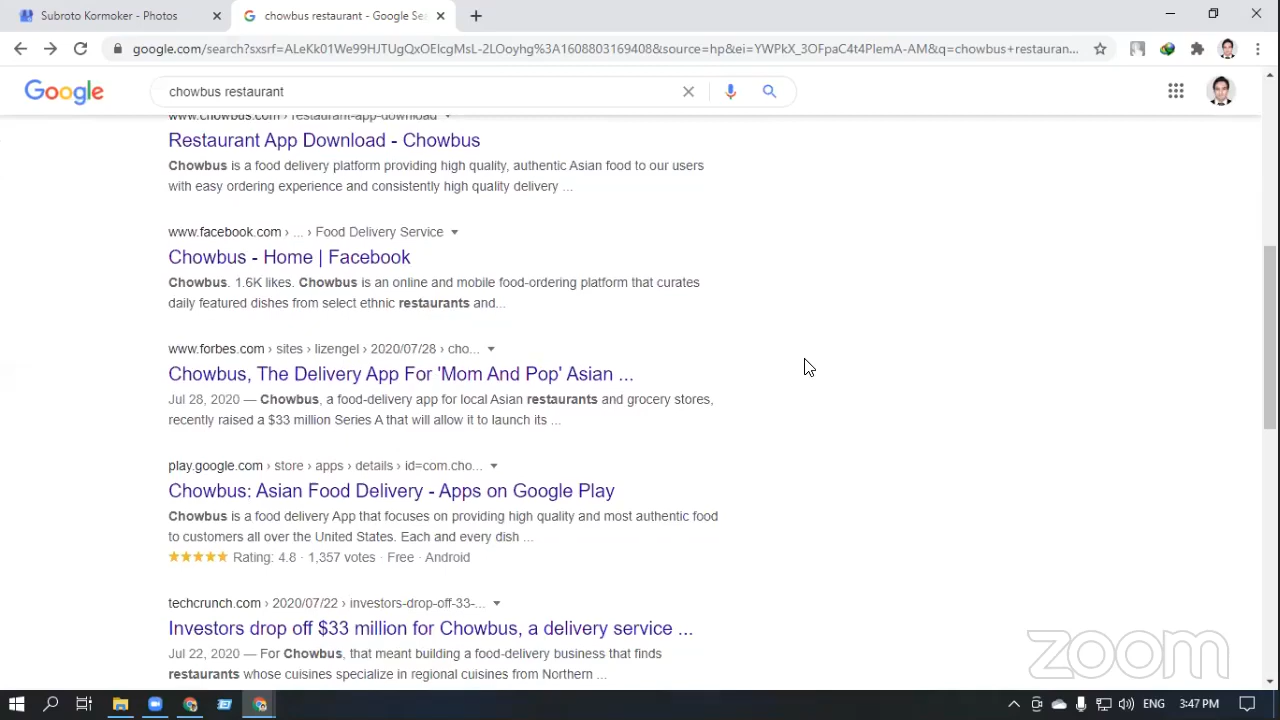 Subroto Kormoker - Photos
chowbus restaurant - Google Sea
google.com/search?sxsrf=ALeKk01We99HJTUgQxOEIcgMsL-2LOoyhg%3A1608803169408&source=hp&ei=YWPkX_3OFpaC4t4PlemA-AM&q=chowbus+restauran...
Google
chowbus restaurant
www.chowbus.com › restaurant-app-download
Restaurant App Download - Chowbus
Chowbus is a food delivery platform providing high quality, authentic Asian food to our users
with easy ordering experience and consistently high quality delivery ...
www.facebook.com › ... › Food Delivery Service
Chowbus - Home | Facebook
Chowbus. 1.6K likes. Chowbus is an online and mobile food-ordering platform that curates
daily featured dishes from select ethnic restaurants and...
www.forbes.com › sites › lizengel › 2020/07/28 › cho...
Chowbus, The Delivery App For 'Mom And Pop' Asian ...
Jul 28, 2020 — Chowbus, a food-delivery app for local Asian restaurants and grocery stores,
recently raised a $33 million Series A that will allow it to launch its ...
play.google.com › store › apps › details › id=com.cho...
Chowbus: Asian Food Delivery - Apps on Google Play
Chowbus is a food delivery App that focuses on providing high quality and most authentic food
to customers all over the United States. Each and every dish ...
Rating: 4.8 · 1,357 votes · Free · Android
techcrunch.com › 2020/07/22 › investors-drop-off-33-...
Investors drop off $33 million for Chowbus, a delivery service ...
Jul 22, 2020 — For Chowbus, that meant building a food-delivery business that finds
restaurants whose cuisines specialize in regional cuisines from Northern ...
zoom
ENG
3:47 PM